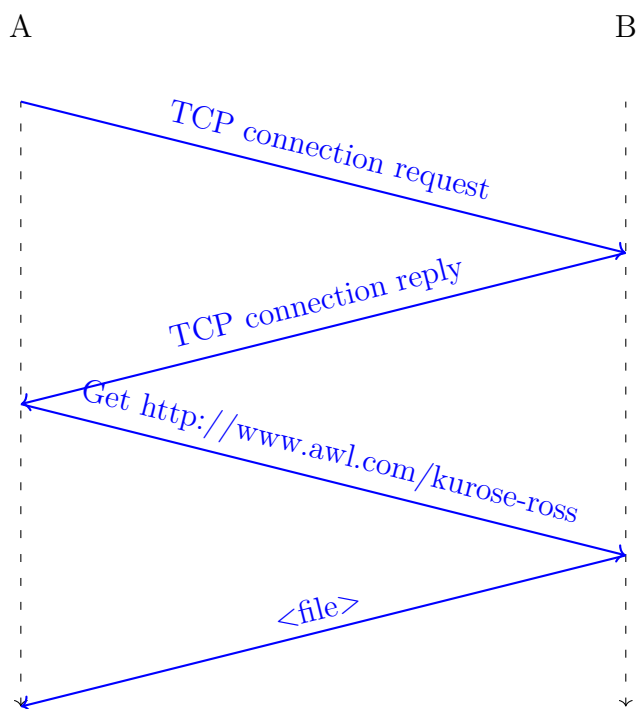 A
B
TCP connection request
TCP connection reply
Get http://www.awl.com/kurose-ross
<file>